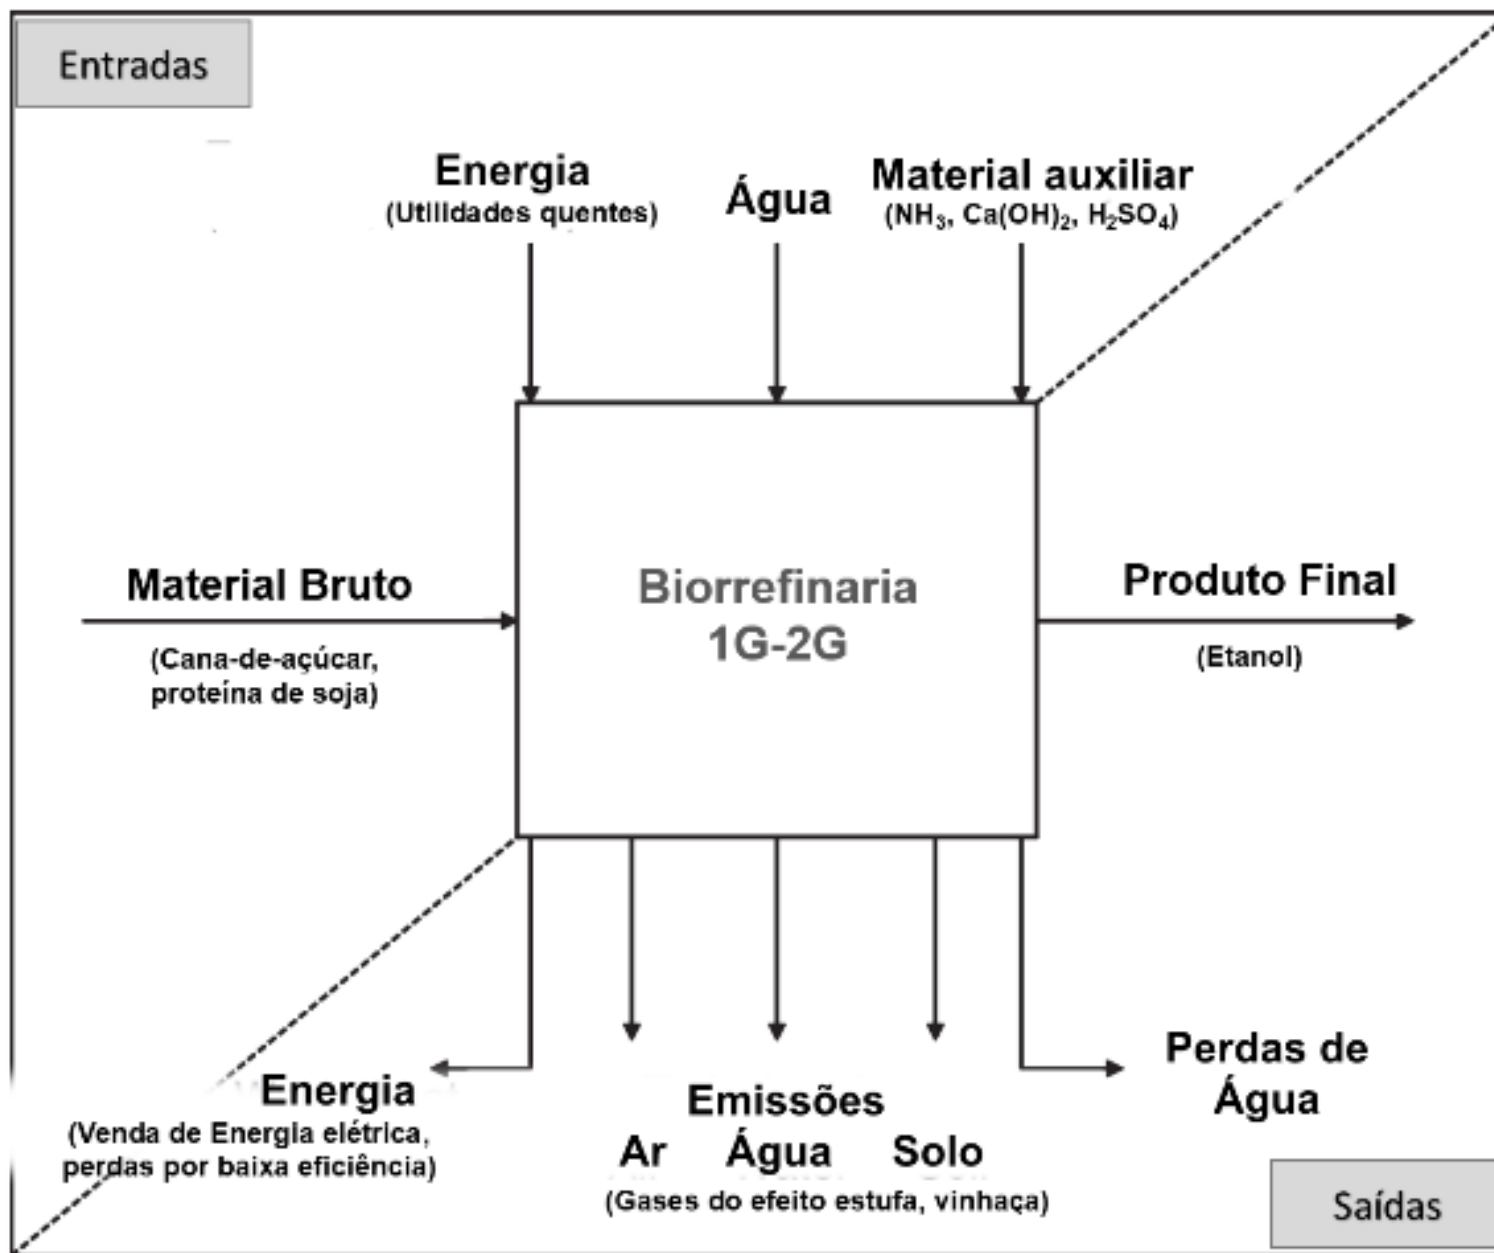 Entradas
Energia
(Utilidades quentes)
Água
Material auxiliar
(NH₃, Ca(OH)₂, H₂SO₄)
Material Bruto
(Cana-de-açúcar,
proteína de soja)
Biorrefinaria
1G-2G
Produto Final
(Etanol)
Energia
(Venda de Energia elétrica,
perdas por baixa eficiência)
Emissões
Ar Água Solo
(Gases do efeito estufa, vinhaça)
Perdas de
Água
Saídas